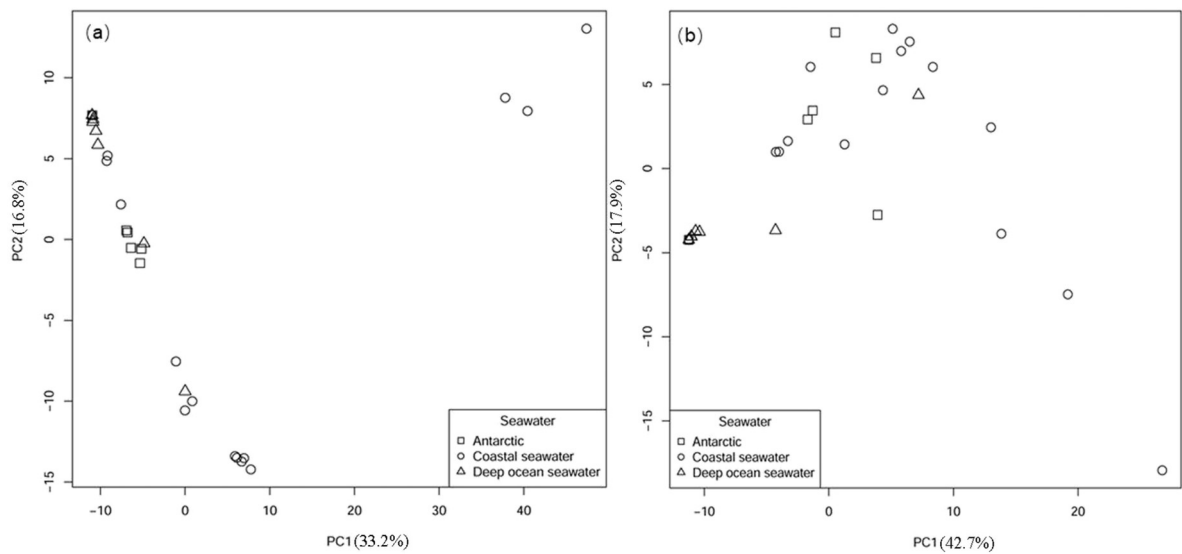 (a)
PC2 (16.8%)
10
5
0
−5
−10
−15
−10 0 10 20 30 40
PC1 (33.2%)
Seawater
Antarctic
Coastal seawater
Deep ocean seawater
(b)
PC2 (17.9%)
5
0
−5
−10
−15
−10 0 10 20
PC1 (42.7%)
Seawater
Antarctic
Coastal seawater
Deep ocean seawater